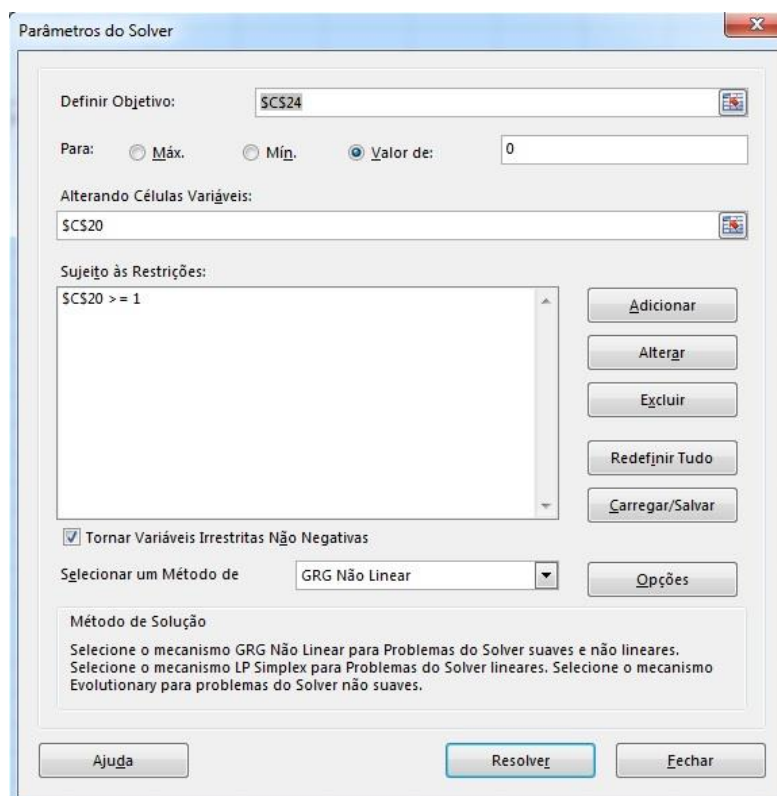 Parâmetros do Solver
X
Definir Objetivo: $C$24
Para: Máx. Mín. Valor de: 0
Alterando Células Variáveis:
$C$20
Sujeito às Restrições:
$C$20 >= 1
Adicionar
Alterar
Excluir
Redefinir Tudo
Carregar/Salvar
Tornar Variáveis Irrestritas Não Negativas
Selecionar um Método de GRG Não Linear Opções
Método de Solução
Selecione o mecanismo GRG Não Linear para Problemas do Solver suaves e não lineares.
Selecione o mecanismo LP Simplex para Problemas do Solver lineares. Selecione o mecanismo
Evolutionary para problemas do Solver não suaves.
Ajuda Resolver Fechar